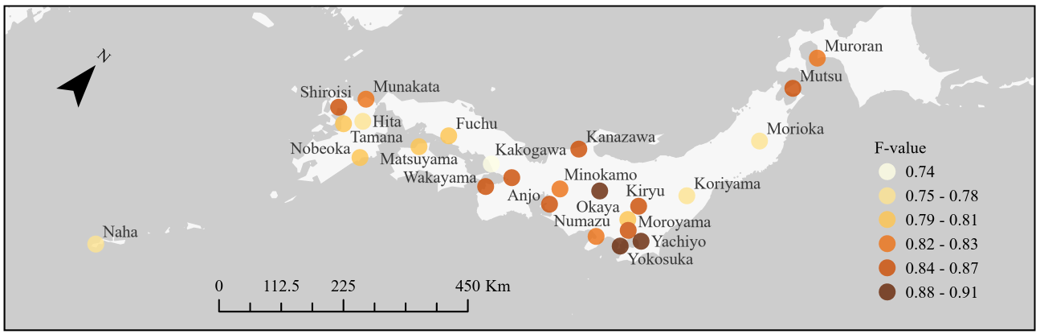 N
Muroran
Mutsu
Munakata
Shiroisi
Hita
Fuchu
Tamana
Morioka
Kanazawa
Nobeoka
Matsuyama
Kakogawa
Wakayama
Minokamo
Koriyama
Anjo
Kiryu
Okaya
Numazu
Moroyama
Naha
Yachiyo
Yokosuka
F-value
0.74
0.75 - 0.78
0.79 - 0.81
0.82 - 0.83
0.84 - 0.87
0.88 - 0.91
0 112.5 225 450 Km